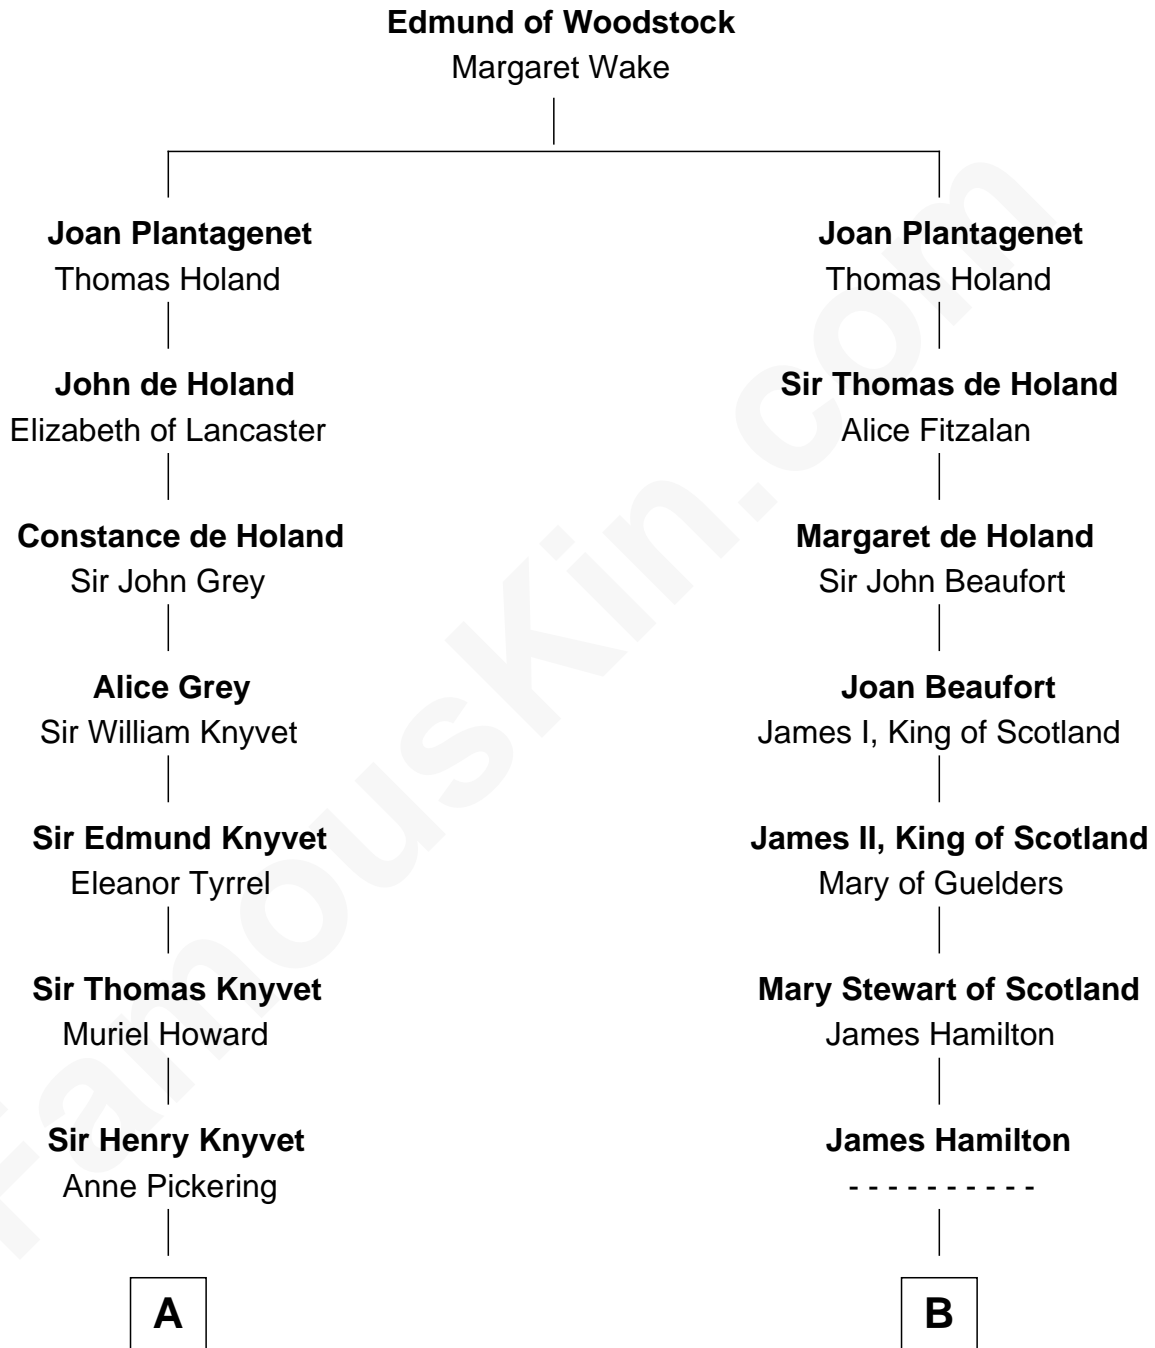 Edmund of Woodstock
Margaret Wake
Joan Plantagenet
Thomas Holand
Joan Plantagenet
Thomas Holand
John de Holand
Elizabeth of Lancaster
Sir Thomas de Holand
Alice Fitzalan
Constance de Holand
Sir John Grey
Margaret de Holand
Sir John Beaufort
Alice Grey
Sir William Knyvet
Joan Beaufort
James I, King of Scotland
Sir Edmund Knyvet
Eleanor Tyrrel
James II, King of Scotland
Mary of Guelders
Sir Thomas Knyvet
Muriel Howard
Mary Stewart of Scotland
James Hamilton
Sir Henry Knyvet
Anne Pickering
James Hamilton
- - - - - - - - - -
A
B
FamousKin.com